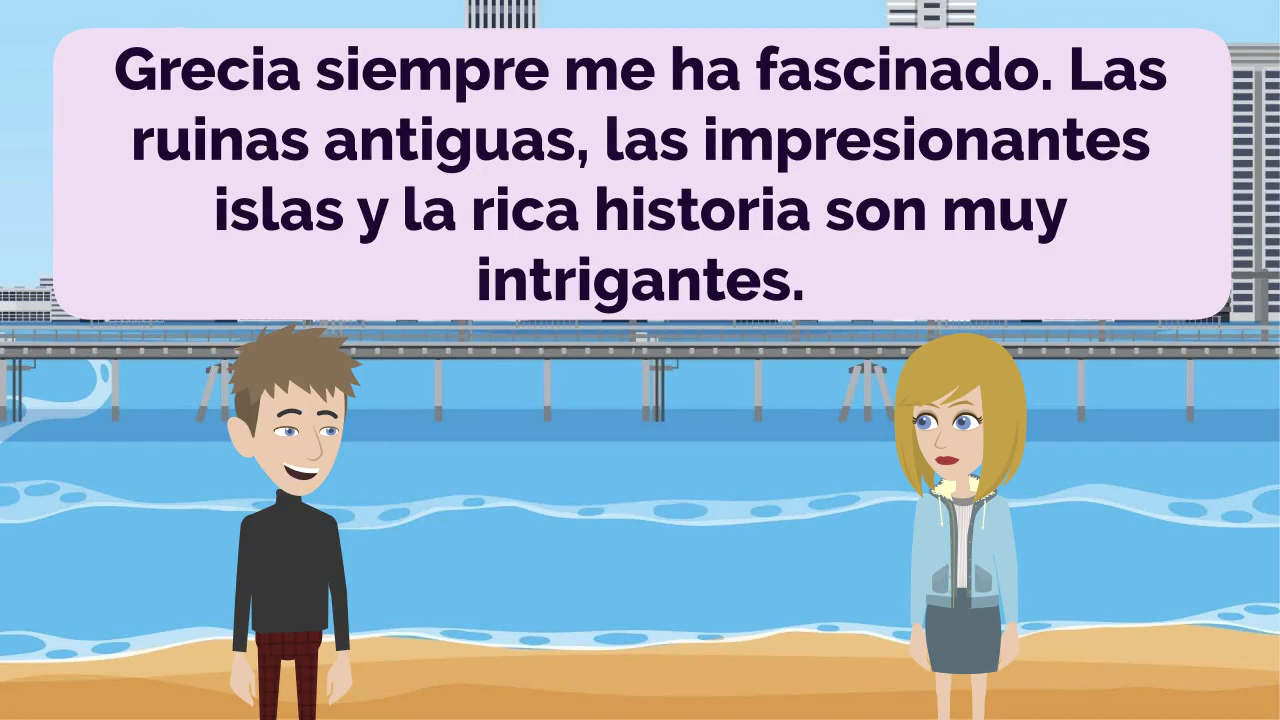 Grecia siempre me ha fascinado. Las
ruinas antiguas, las impresionantes
islas y la rica historia son muy
intrigantes.